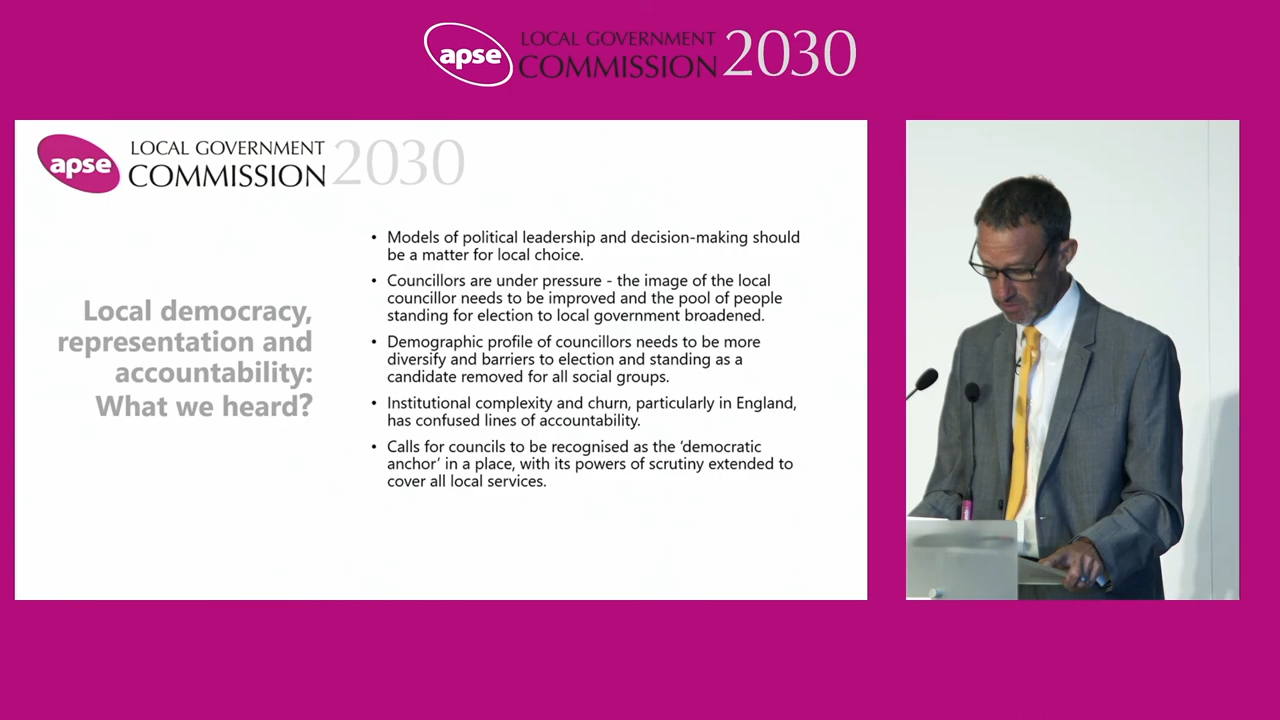 apse LOCAL GOVERNMENT COMMISSION 2030
apse LOCAL GOVERNMENT COMMISSION 2030
Local democracy,
representation and
accountability:
What we heard?
• Models of political leadership and decision-making should
be a matter for local choice.
• Councillors are under pressure - the image of the local
councillor needs to be improved and the pool of people
standing for election to local government broadened.
• Demographic profile of councillors needs to be more
diversify and barriers to election and standing as a
candidate removed for all social groups.
• Institutional complexity and churn, particularly in England,
has confused lines of accountability.
• Calls for councils to be recognised as the ‘democratic
anchor’ in a place, with its powers of scrutiny extended to
cover all local services.